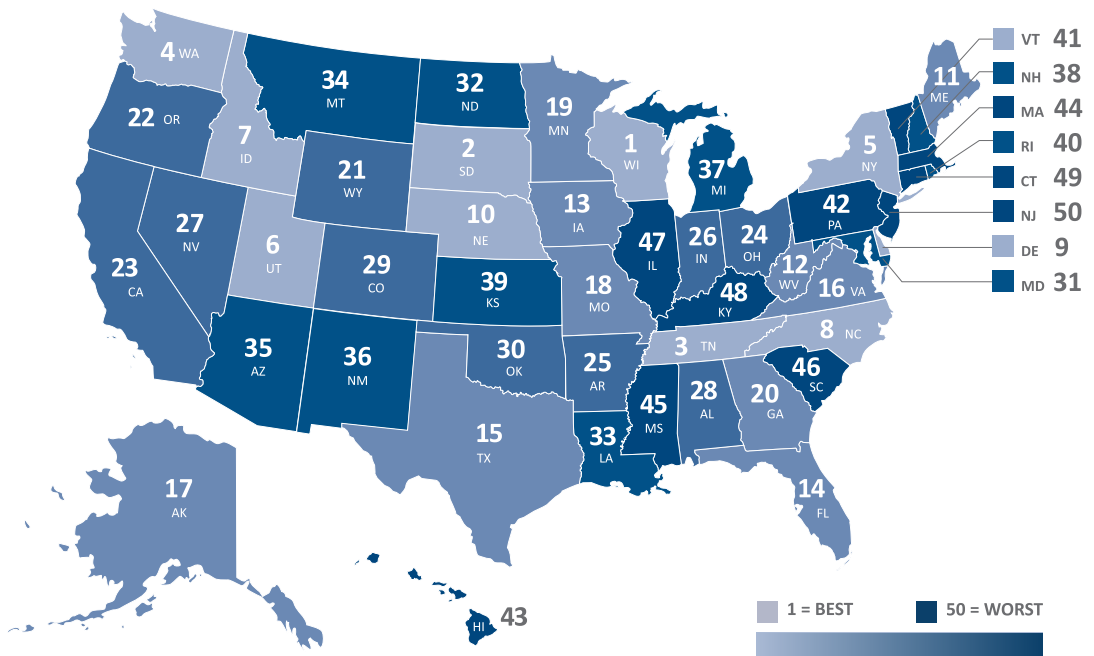 4 WA
34
MT
32
ND
19
MN
1
WI
11
ME
VT 41
NH 38
MA 44
RI 40
CT 49
NJ 50
DE 9
MD 31
22 OR
7
ID
21
WY
2
SD
5
NY
37
MI
10
NE
13
IA
42
PA
27
NV
6
UT
29
CO
39
KS
18
MO
47
IL
26
IN
24
OH
12
WV
16 VA
23
CA
48
KY
3 TN
8 NC
35
AZ
36
NM
30
OK
25
AR
46
SC
45
MS
28
AL
20
GA
15
TX
33
LA
14
FL
17
AK
HI 43
1 = BEST
50 = WORST